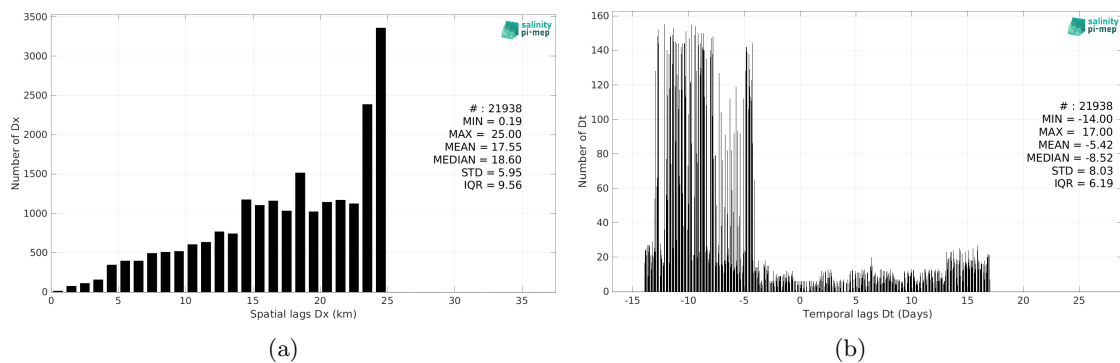 3500
3000
2500
2000
1500
1000
500
0
0
5
10
15
20
25
30
35
Number of Dx
Spatial lags Dx (km)
salinity
pi-mep
# : 21938
MIN = 0.19
MAX = 25.00
MEAN = 17.55
MEDIAN = 18.60
STD = 5.95
IQR = 9.56
(a)
160
140
120
100
80
60
40
20
0
-15
-10
-5
0
5
10
15
20
25
Number of Dt
Temporal lags Dt (Days)
salinity
pi-mep
# : 21938
MIN = -14.00
MAX = 17.00
MEAN = -5.42
MEDIAN = -8.52
STD = 8.03
IQR = 6.19
(b)